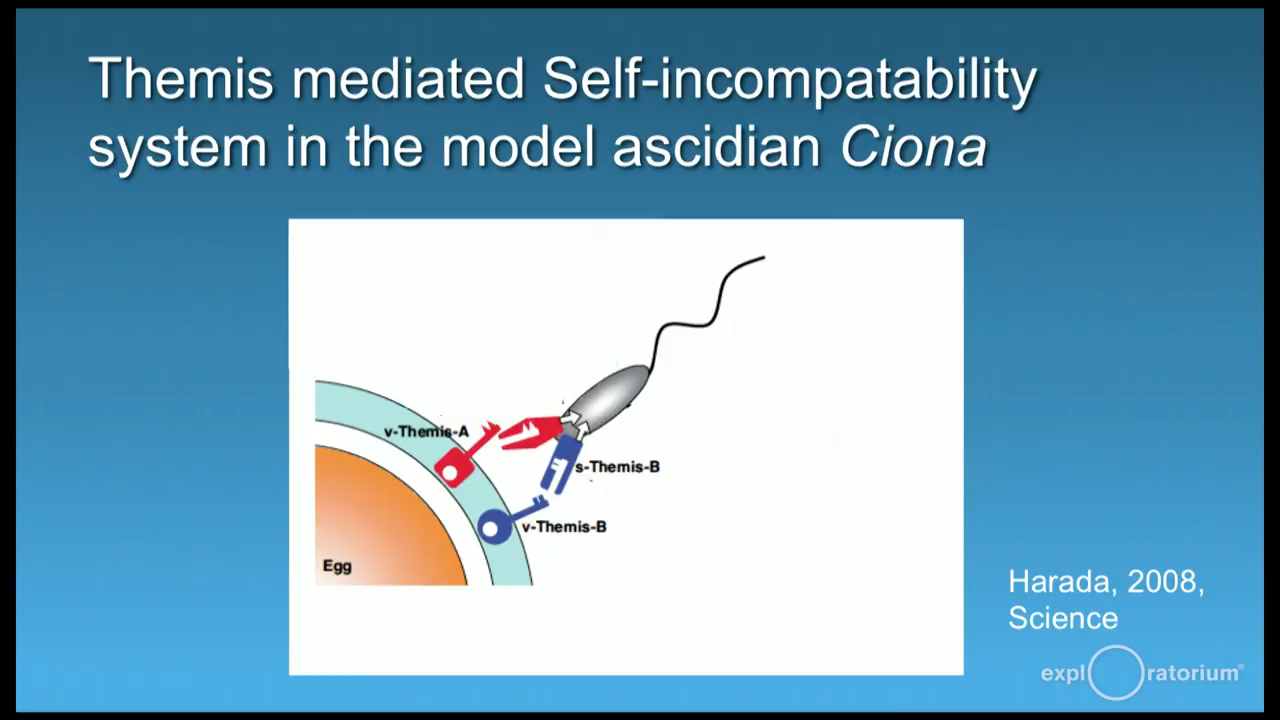 Themis mediated Self-incompatability
system in the model ascidian Ciona
v-Themis-A
s-Themis-B
v-Themis-B
Egg
Harada, 2008,
Science
explOratorium®